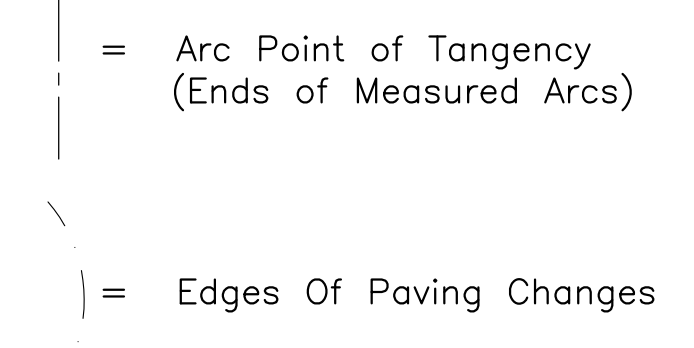 = Arc Point of Tangency
(Ends of Measured Arcs)
= Edges Of Paving Changes